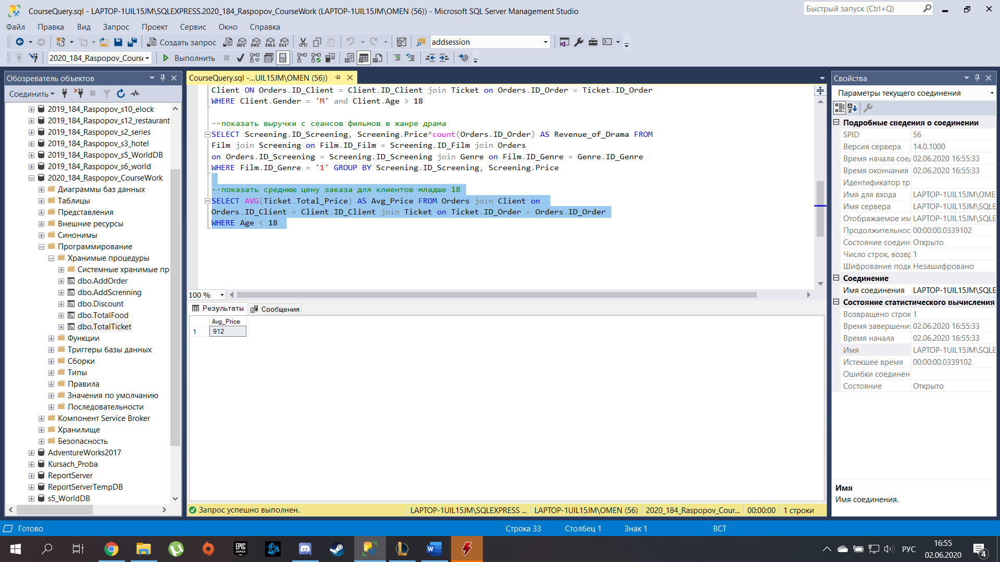 CourseQuery.sql - LAPTOP-1UIL15JM\SQLEXPRESS.2020_184_Raspopov_CourseWork (LAPTOP-1UIL15JM\OMEN (56)) - Microsoft SQL Server Management Studio
Быстрый запуск (Ctrl+Q)
Файл Правка Вид Запрос Проект Сервис Окно Справка
Создать запрос
MDX DMX XMLA DAX
addsession
2020_184_Raspopov_Course
Выполнить
Обозреватель объектов
Соединить
2019_184_Raspopov_s10_elock
2019_184_Raspopov_s12_restaurant
2019_184_Raspopov_s2_series
2019_184_Raspopov_s3_hotel
2019_184_Raspopov_s5_WorldDB
2019_184_Raspopov_s6_world
2020_184_Raspopov_CourseWork
Диаграммы баз данных
Таблицы
Представления
Внешние ресурсы
Синонимы
Программирование
Хранимые процедуры
Системные хранимые пр
dbo.AddOrder
dbo.AddScrenning
dbo.Discount
dbo.TotalFood
dbo.TotalTicket
Функции
Триггеры базы данных
Сборки
Типы
Правила
Значения по умолчанию
Последовательности
Компонент Service Broker
Хранилище
Безопасность
AdventureWorks2017
Kursach_Proba
ReportServer
ReportServerTempDB
s5_WorldDB
CourseQuery.sql -...UIL15JM\OMEN (56))
Client ON Orders.ID_Client = Client.ID_Client join Ticket on Orders.ID_Order = Ticket.ID_Order
WHERE Client.Gender = 'M' and Client.Age > 18
--показать выручки с сеансов фильмов в жанре драма
SELECT Screening.ID_Screening, Screening.Price*count(Orders.ID_Order) AS Revenue_of_Drama FROM
Film join Screening on Film.ID_Film = Screening.ID_Film join Orders
on Orders.ID_Screening = Screening.ID_Screening join Genre on Film.ID_Genre = Genre.ID_Genre
WHERE Film.ID_Genre = '1' GROUP BY Screening.ID_Screening, Screening.Price
--показать среднюю цену заказа для клиентов младше 18
SELECT AVG(Ticket.Total_Price) AS Avg_Price FROM Orders join Client on
Orders.ID_Client = Client.ID_Client join Ticket on Ticket.ID_Order = Orders.ID_Order
WHERE Age < 18
100 %
Результаты Сообщения
Avg_Price
1 912
Запрос успешно выполнен.
LAPTOP-1UIL15JM\SQLEXPRESS ... LAPTOP-1UIL15JM\OMEN (56) 2020_184_Raspopov_Cour... 00:00:00 1 строки
Свойства
Параметры текущего соединения
Подробные сведения о соединении
SPID 56
Версия сервера 14.0.1000
Время начала соед 02.06.2020 16:55:33
Время окончания 02.06.2020 16:55:33
Идентификатор тр
Имя для входа LAPTOP-1UIL15JM\OME
Имя сервера LAPTOP-1UIL15JM\SQLE
Отображаемое им LAPTOP-1UIL15JM\SQLE
Продолжительнос 00:00:00.0339102
Состояние соедин Открыто
Число строк, возвр 1
Шифрование подк Незашифровано
Соединение
Имя соединения LAPTOP-1UIL15JM\SQLE
Состояние статистического вычисления
Возвращено строк 1
Время завершени 02.06.2020 16:55:33
Время начала 02.06.2020 16:55:33
Имя LAPTOP-1UIL15JM\SQLE
Истекшее время 00:00:00.0339102
Ошибки соединен
Состояние Открыто
Имя
Имя соединения.
Готово
Строка 33 Столбец 1 Знак 1 ВСТ
EPIC GAMES
РУС
16:55
02.06.2020
4